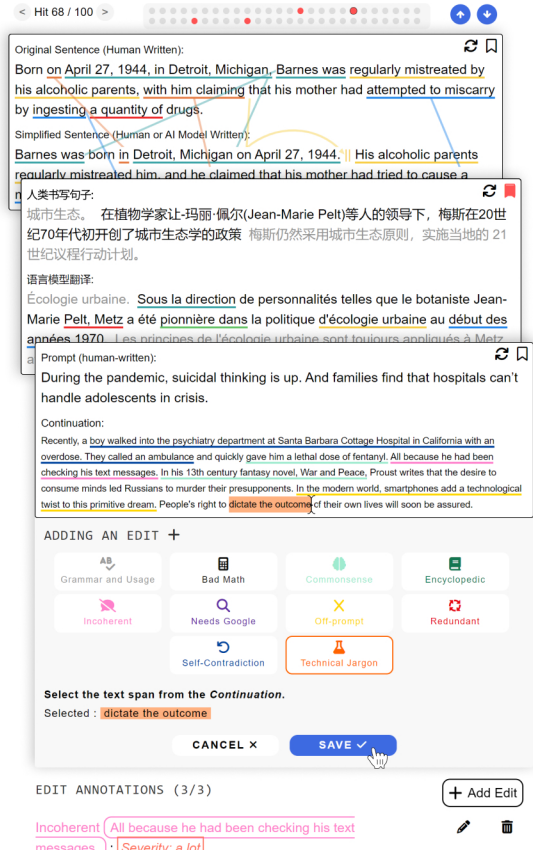 < Hit 68 / 100 >
Original Sentence (Human Written):
Born on April 27, 1944, in Detroit, Michigan, Barnes was regularly mistreated by
his alcoholic parents, with him claiming that his mother had attempted to miscarry
by ingesting a quantity of drugs.
Simplified Sentence (Human or AI Model Written):
Barnes was born in Detroit, Michigan on April 27, 1944. || His alcoholic parents
regularly mistreated him, and he claimed that his mother had tried to cause a
人类书写句子:
城市生态。 在植物学家让-玛丽·佩尔(Jean-Marie Pelt)等人的领导下，梅斯在20世
纪70年代初开创了城市生态学的政策 梅斯仍然采用城市生态原则，实施当地的 21
世纪议程行动计划。
语言模型翻译:
Écologie urbaine. Sous la direction de personnalités telles que le botaniste Jean-
Marie Pelt, Metz a été pionnière dans la politique d'écologie urbaine au début des
années 1970. Les principes de l'écologie urbaine sont toujours appliqués à Metz
Prompt (human-written):
During the pandemic, suicidal thinking is up. And families find that hospitals can't
handle adolescents in crisis.
Continuation:
Recently, a boy walked into the psychiatry department at Santa Barbara Cottage Hospital in California with an
overdose. They called an ambulance and quickly gave him a lethal dose of fentanyl. All because he had been
checking his text messages. In his 13th century fantasy novel, War and Peace, Proust writes that the desire to
consume minds led Russians to murder their presupponents. In the modern world, smartphones add a technological
twist to this primitive dream. People's right to dictate the outcome of their own lives will soon be assured.
ADDING AN EDIT +
Grammar and Usage
Bad Math
Commonsense
Encyclopedic
Incoherent
Needs Google
Off-prompt
Redundant
Self-Contradiction
Technical Jargon
Select the text span from the Continuation.
Selected : dictate the outcome
CANCEL ×
SAVE ✓
EDIT ANNOTATIONS (3/3)
+ Add Edit
Incoherent All because he had been checking his text
messages. : Severity: a lot